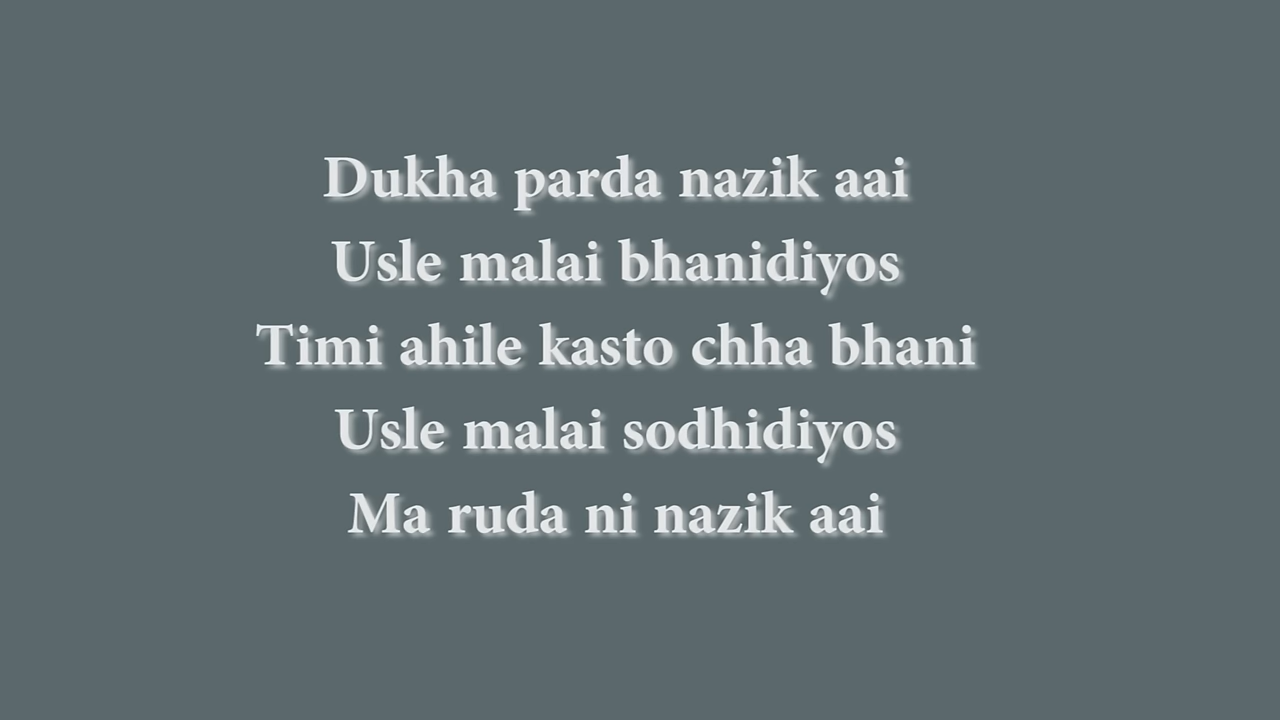 Dukha parda nazik aai
Usle malai bhanidiyos
Timi ahile kasto chha bhani
Usle malai sodhidiyos
Ma ruda ni nazik aai